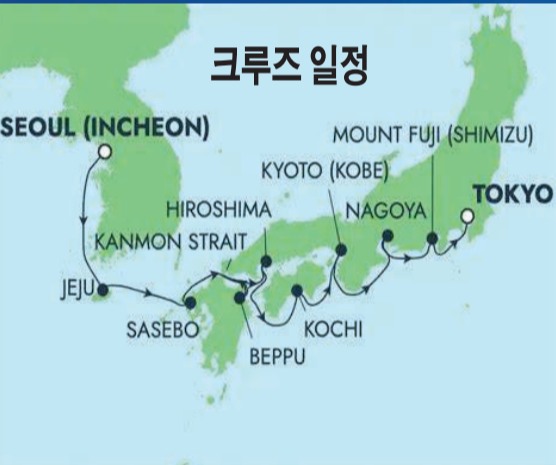 크루즈 일정
SEOUL (INCHEON)
MOUNT FUJI (SHIMIZU)
KYOTO (KOBE)
TOKYO
HIROSHIMA
NAGOYA
KANMON STRAIT
JEJU
SASEBO
KOCHI
BEPPU